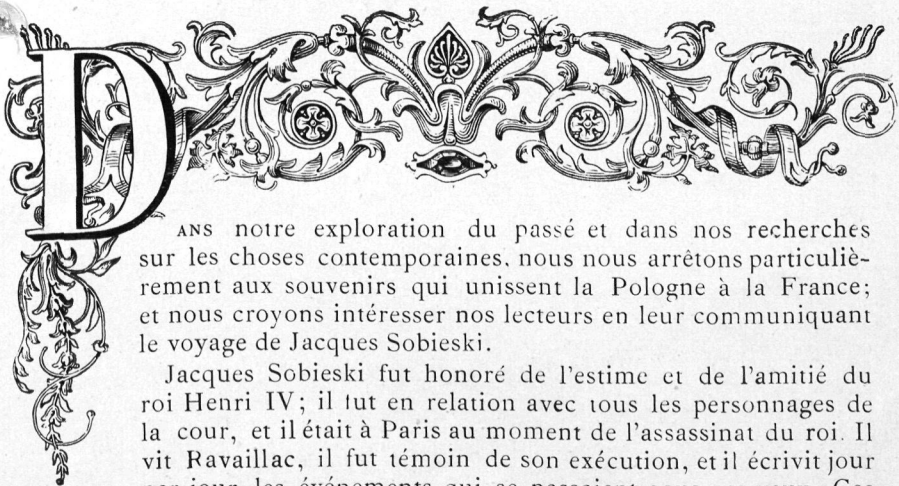 DANS notre exploration du passé et dans nos recherches
sur les choses contemporaines, nous nous arrêtons particuliè-
rement aux souvenirs qui unissent la Pologne à la France;
et nous croyons intéresser nos lecteurs en leur communiquant
le voyage de Jacques Sobieski.
Jacques Sobieski fut honoré de l'estime et de l'amitié du
roi Henri IV; il fut en relation avec tous les personnages de
la cour, et il était à Paris au moment de l'assassinat du roi. Il
vit Ravaillac, il fut témoin de son exécution, et il écrivit jour